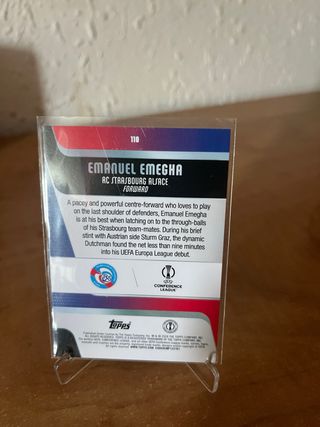 110
EMANUEL EMEGHA
RC STRASBOURG ALSACE
FORWARD
A pacey and powerful centre-forward who loves to play
on the last shoulder of defenders, Emanuel Emegha
is at his best when latching on to the through-balls
of his Strasbourg team-mates. During his brief
stint with Austrian side Sturm Graz, the dynamic
Dutchman found the net less than nine minutes
into his UEFA Europa League debut.
CONFERENCE
LEAGUE
Topps